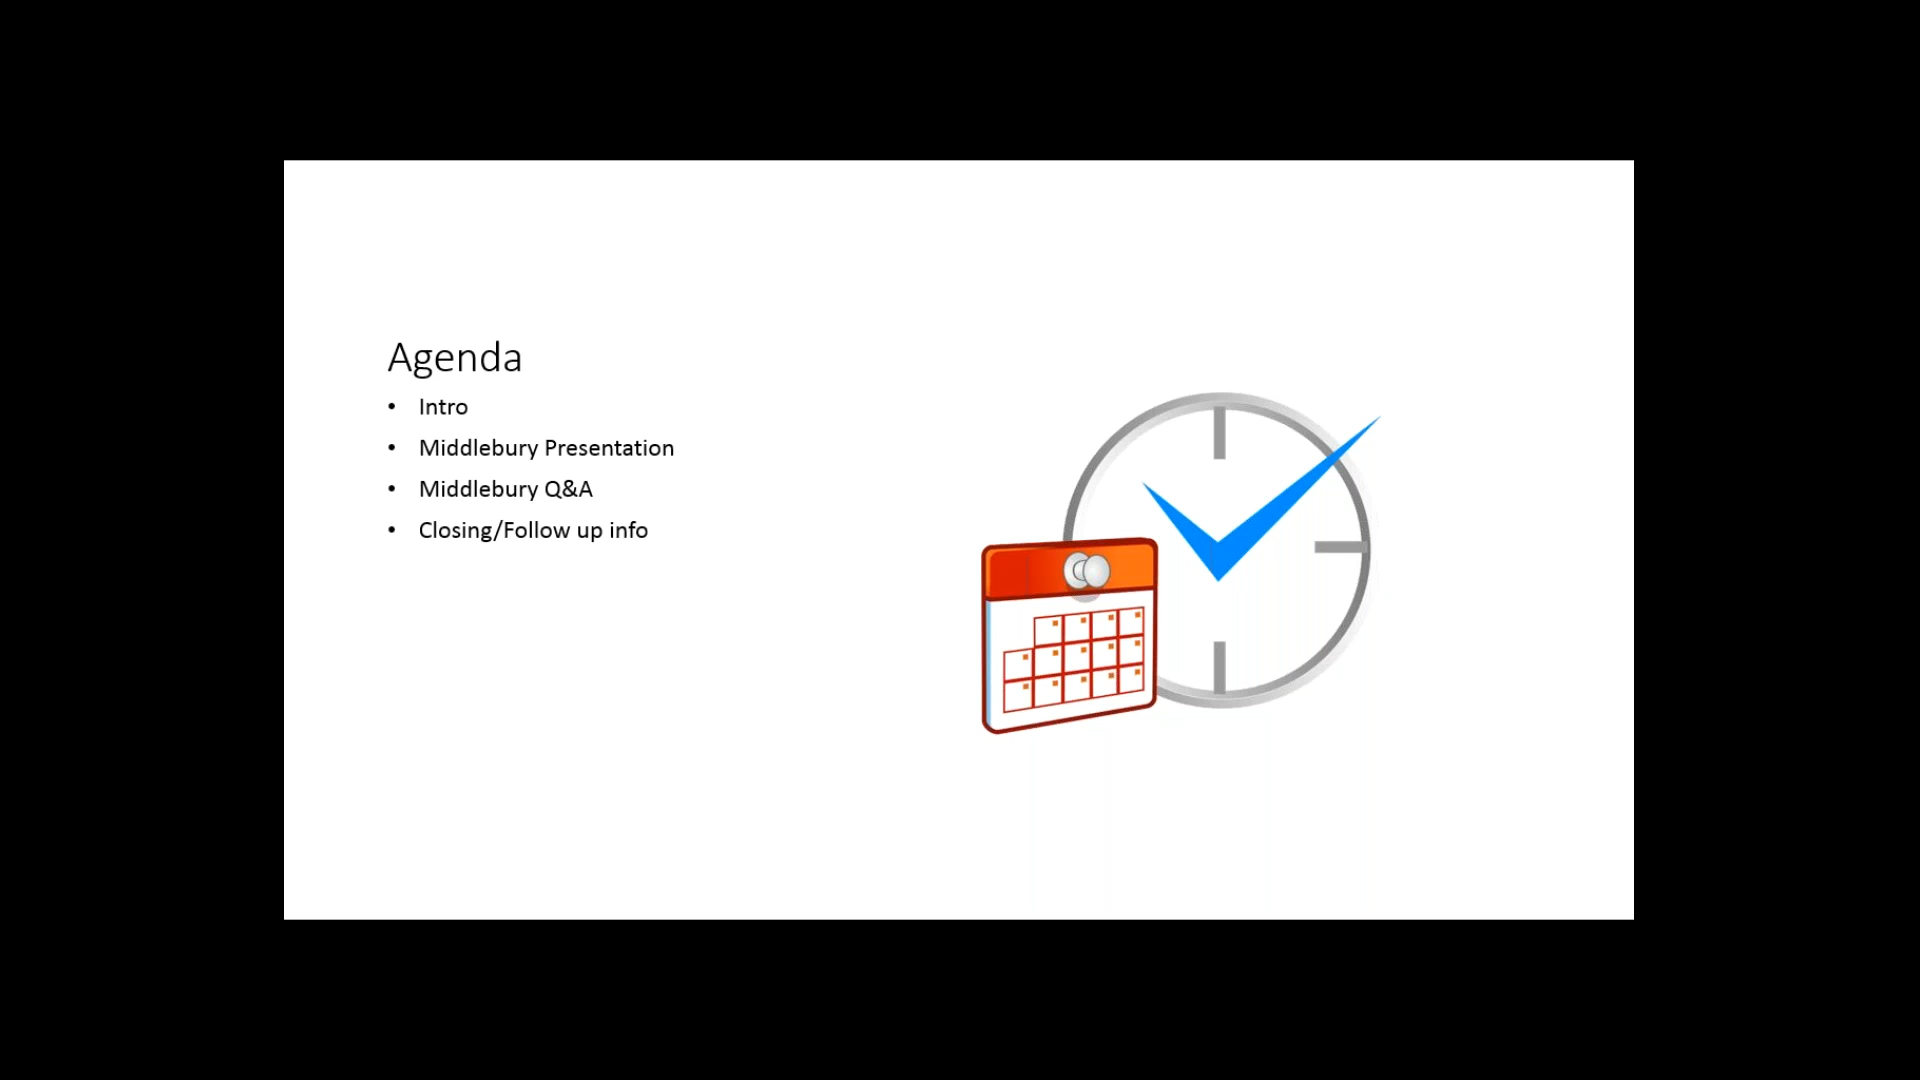 Agenda
• Intro
• Middlebury Presentation
• Middlebury Q&A
• Closing/Follow up info